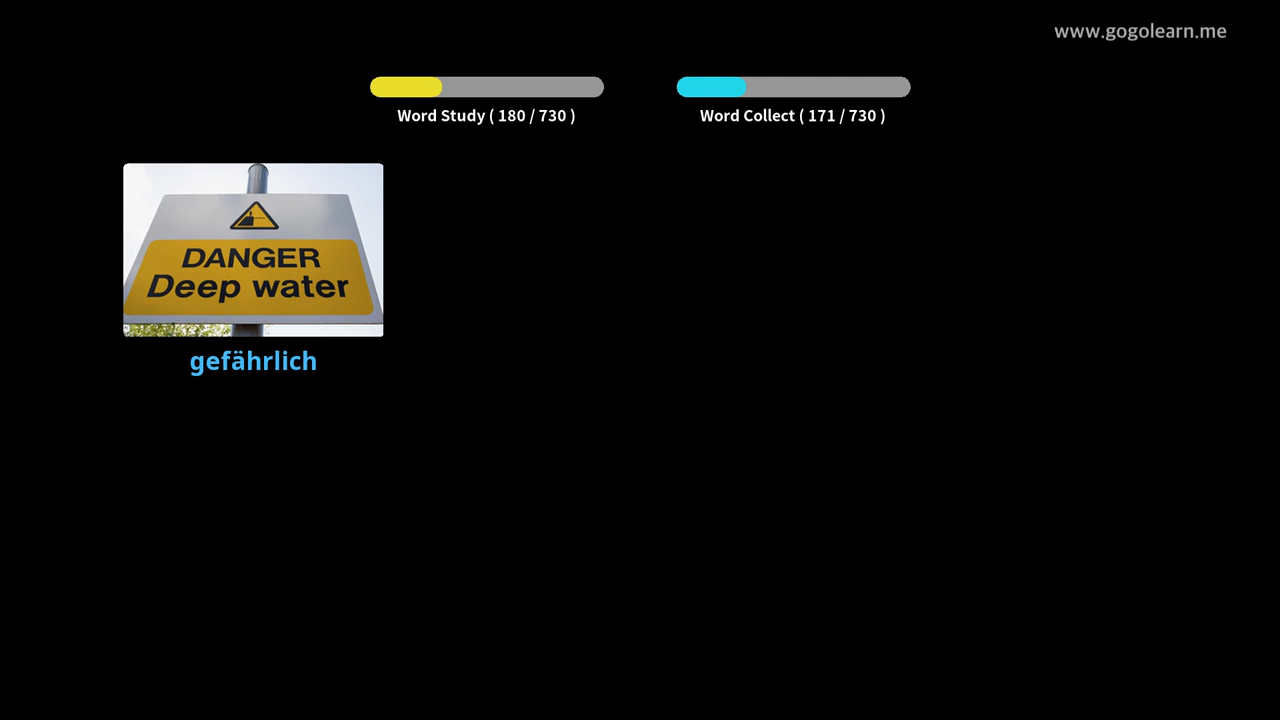 www.gogolearn.me
Word Study ( 180 / 730 )
Word Collect ( 171 / 730 )
DANGER
Deep water
gefährlich